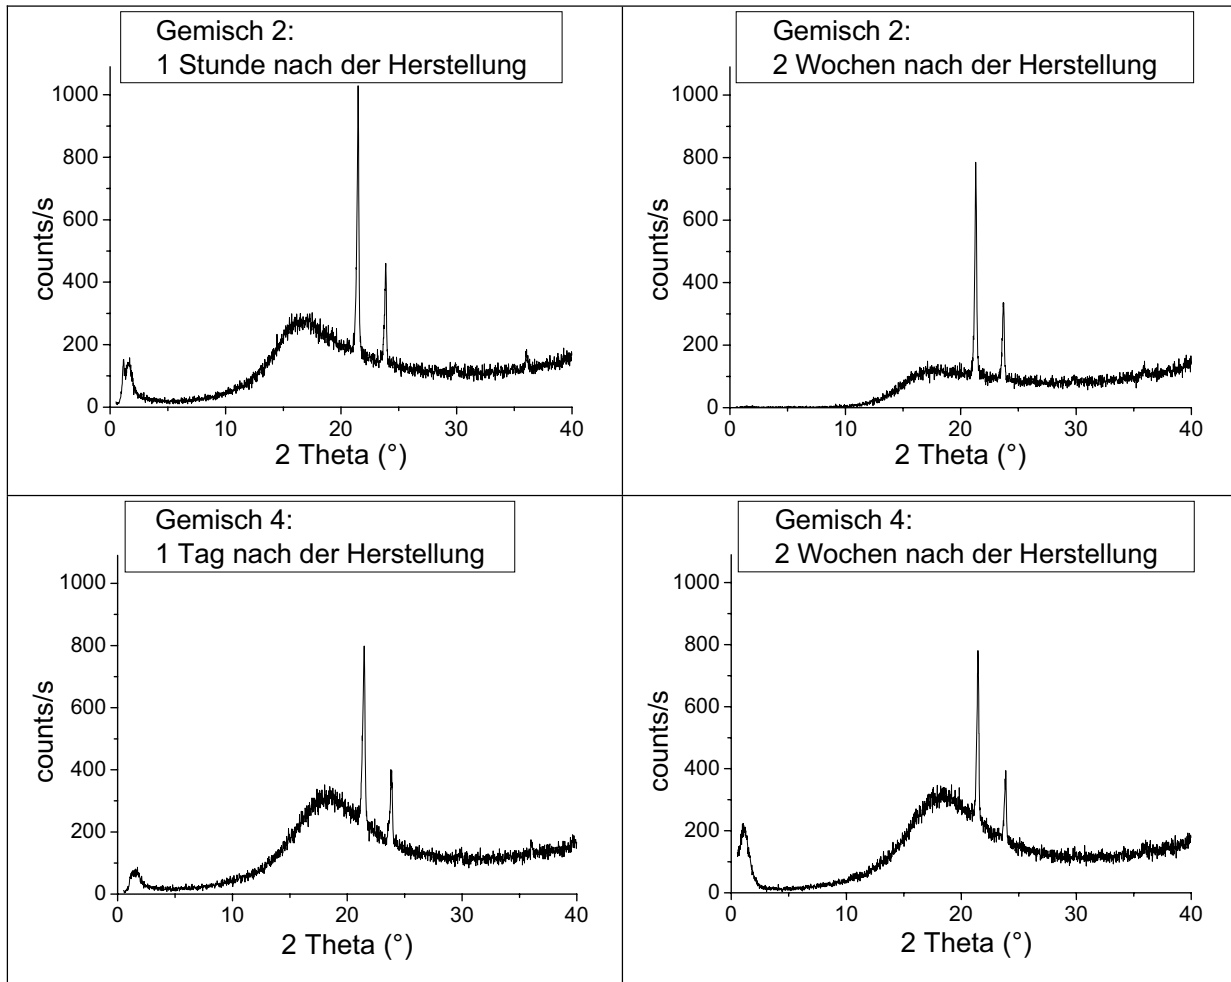 Gemisch 2:
1 Stunde nach der Herstellung
1000
800
600
400
200
0
counts/s
0 10 20 30 40
2 Theta (°)
Gemisch 2:
2 Wochen nach der Herstellung
1000
800
600
400
200
0
counts/s
0 10 20 30 40
2 Theta (°)
Gemisch 4:
1 Tag nach der Herstellung
1000
800
600
400
200
0
counts/s
0 10 20 30 40
2 Theta (°)
Gemisch 4:
2 Wochen nach der Herstellung
1000
800
600
400
200
0
counts/s
0 10 20 30 40
2 Theta (°)